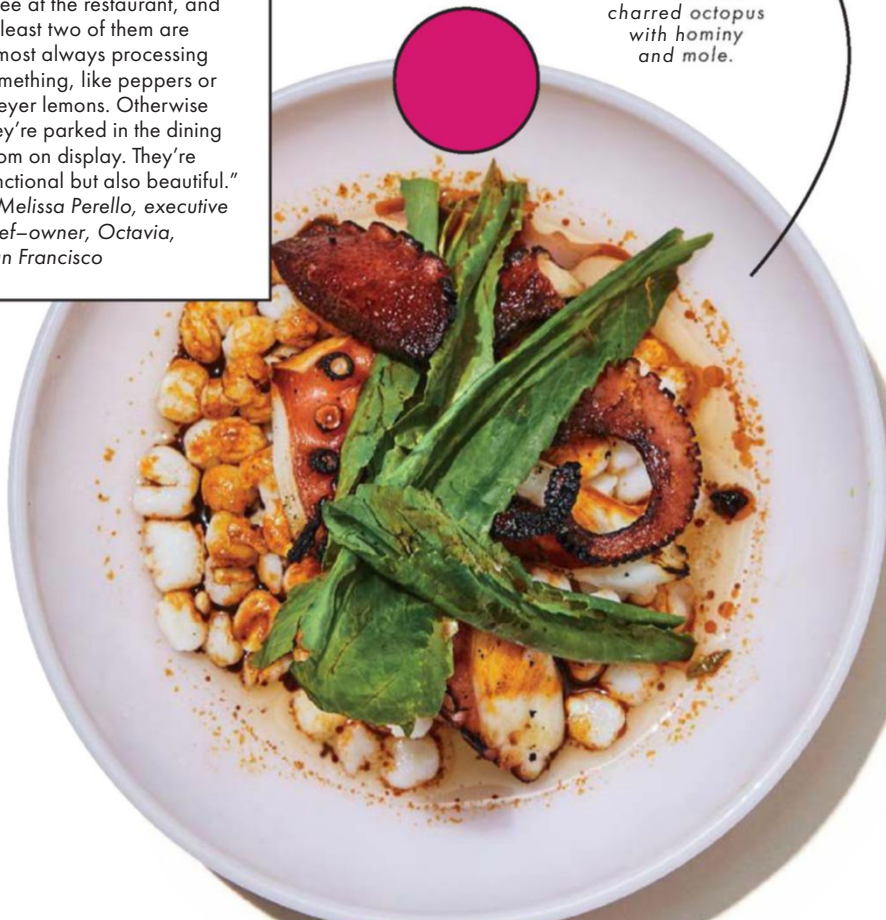 ee at the restaurant, and
least two of them are
most always processing
mething, like peppers or
eyer lemons. Otherwise
ey're parked in the dining
om on display. They're
nctional but also beautiful."
Melissa Perello, executive
ef–owner, Octavia,
n Francisco
charred octopus
with hominy
and mole.